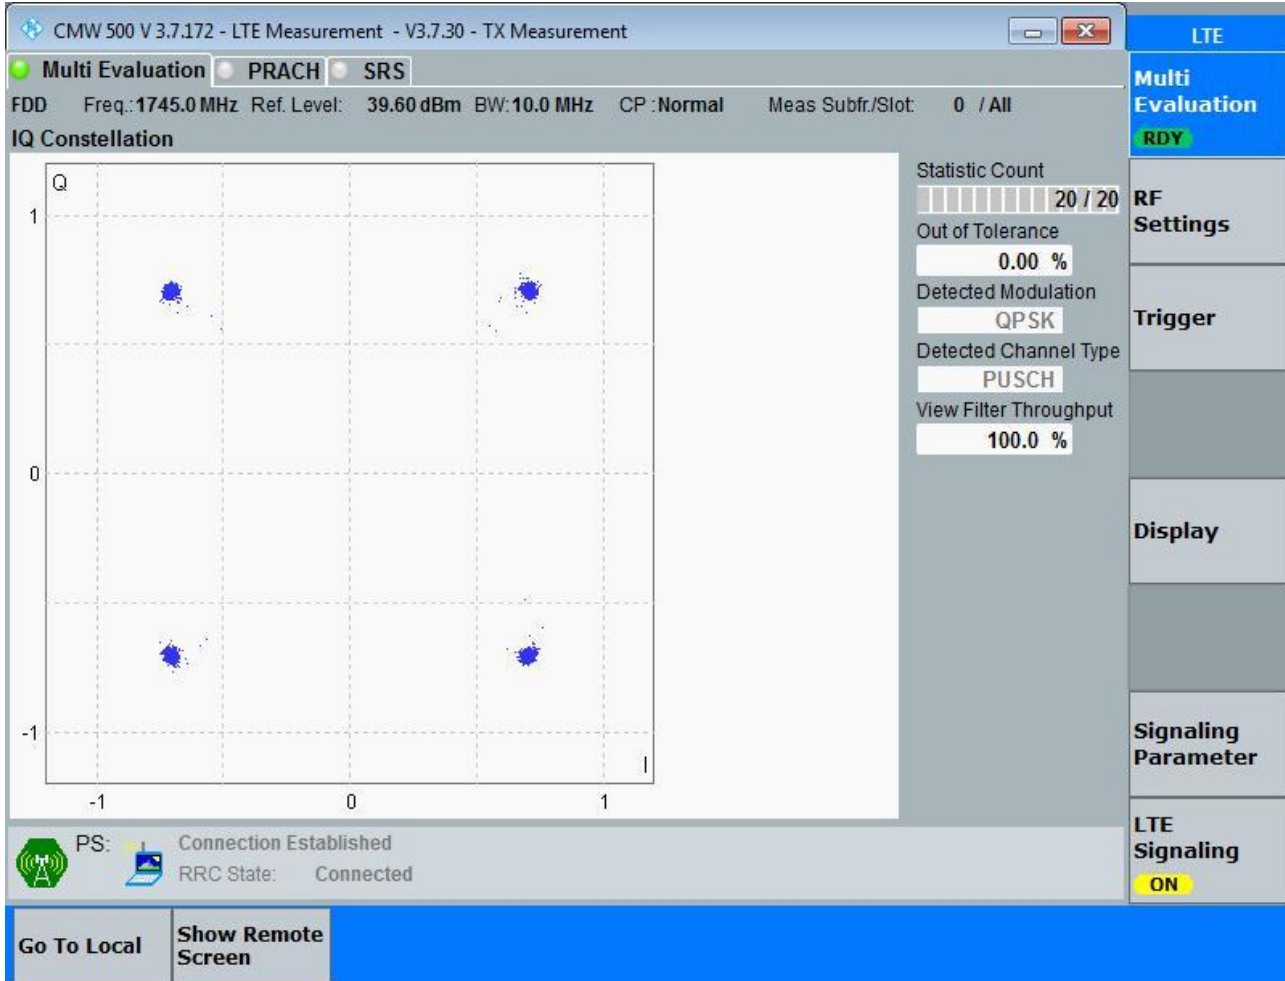 CMW 500 V 3.7.172 - LTE Measurement - V3.7.30 - TX Measurement
LTE
Multi Evaluation PRACH SRS
FDD Freq.:1745.0 MHz Ref. Level: 39.60 dBm BW:10.0 MHz CP :Normal Meas Subfr./Slot: 0 / All
IQ Constellation
Q
1
0
-1
-1 0 1
I
Statistic Count
20 / 20
Out of Tolerance
0.00 %
Detected Modulation
QPSK
Detected Channel Type
PUSCH
View Filter Throughput
100.0 %
Multi
Evaluation
RDY
RF
Settings
Trigger
Display
Signaling
Parameter
LTE
Signaling
ON
PS: Connection Established
RRC State: Connected
Go To Local
Show Remote
Screen